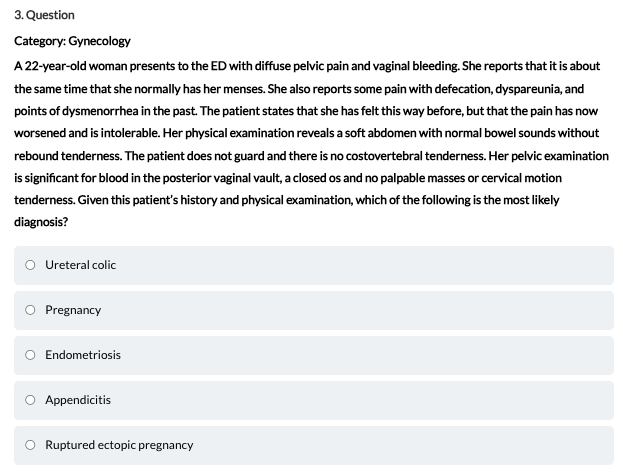 3. Question
Category: Gynecology
A 22-year-old woman presents to the ED with diffuse pelvic pain and vaginal bleeding. She reports that it is about
the same time that she normally has her menses. She also reports some pain with defecation, dyspareunia, and
points of dysmenorrhea in the past. The patient states that she has felt this way before, but that the pain has now
worsened and is intolerable. Her physical examination reveals a soft abdomen with normal bowel sounds without
rebound tenderness. The patient does not guard and there is no costovertebral tenderness. Her pelvic examination
is significant for blood in the posterior vaginal vault, a closed os and no palpable masses or cervical motion
tenderness. Given this patient's history and physical examination, which of the following is the most likely
diagnosis?
Ureteral colic
Pregnancy
Endometriosis
Appendicitis
Ruptured ectopic pregnancy